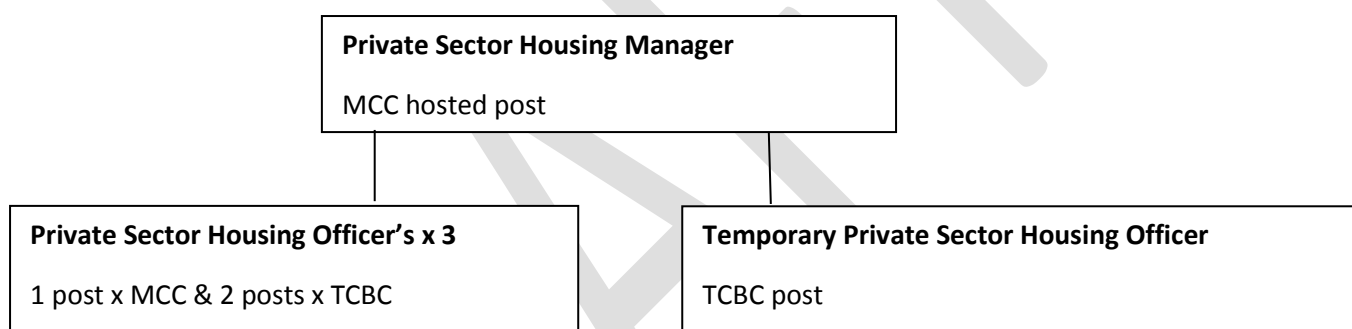 Private Sector Housing Manager
MCC hosted post
Private Sector Housing Officer’s x 3
1 post x MCC & 2 posts x TCBC
Temporary Private Sector Housing Officer
TCBC post